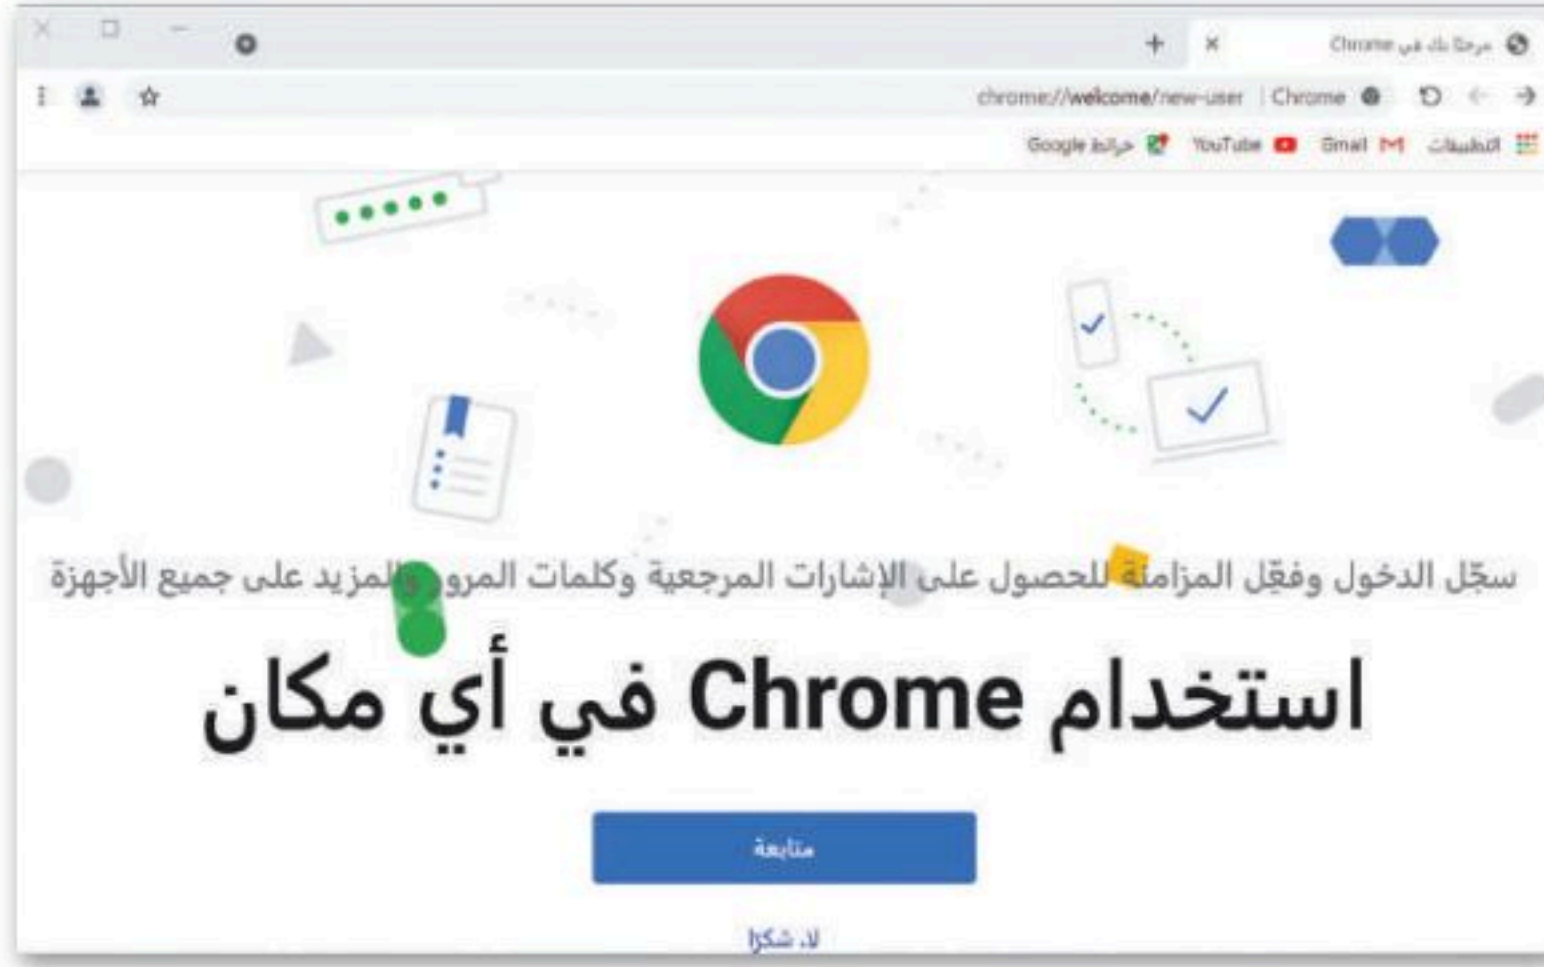 مرحبًا بك في Chrome
chrome://welcome/new-user | Chrome
التطبيقات Gmail YouTube خرائط Google
سجّل الدخول وفعّل المزامنة للحصول على الإشارات المرجعية وكلمات المرور والمزيد على جميع الأجهزة
استخدام Chrome في أي مكان
متابعة
لا، شكرًا